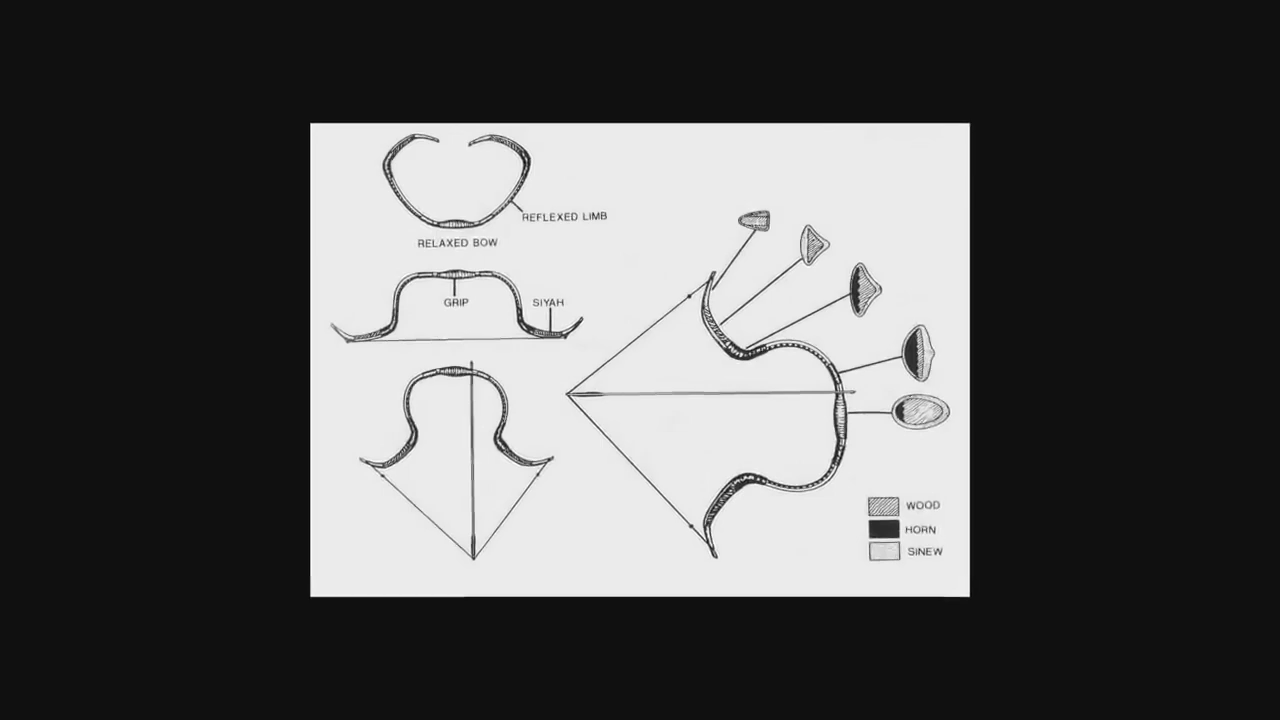 REFLEXED LIMB
RELAXED BOW
GRIP
SIYAH
WOOD
HORN
SINEW